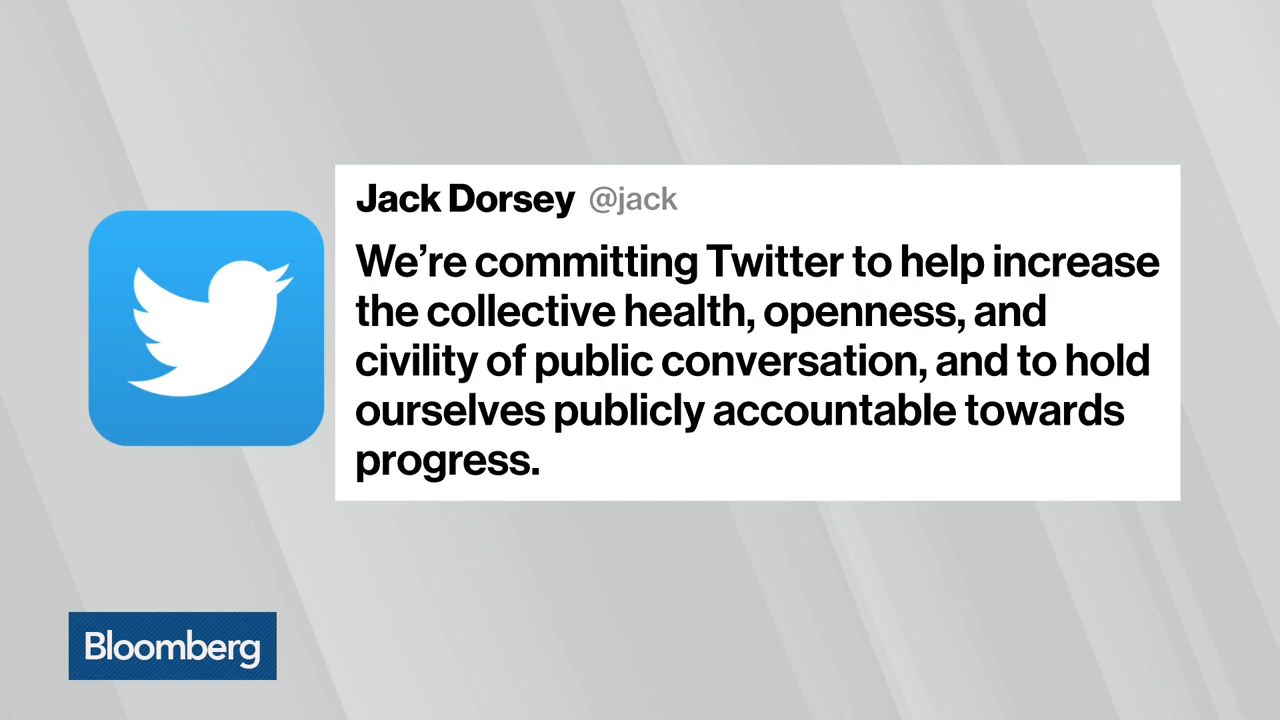 Jack Dorsey @jack
We’re committing Twitter to help increase
the collective health, openness, and
civility of public conversation, and to hold
ourselves publicly accountable towards
progress.
Bloomberg